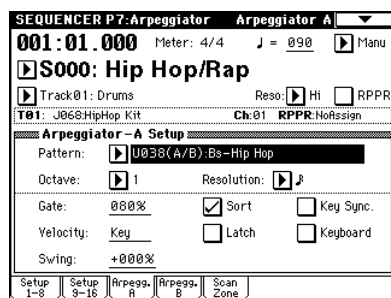 SEQUENCER P7:Arpeggiator Arpeggiator A
001:01.000 Meter: 4/4 ♩ = 090 Manu
S000: Hip Hop/Rap
Track01: Drums Reso: Hi RPPR
T01: J068:HipHop Kit Ch:01 RPPR:NoAssign
Arpeggiator-A Setup
Pattern: U038(A/B):Bs-Hip Hop
Octave: 1 Resolution: ♪
Gate: 080% Sort Key Sync.
Velocity: Key Latch Keyboard
Swing: +000%
Setup 1-8 Setup 9-16 Arpegg. A Arpegg. B Scan Zone